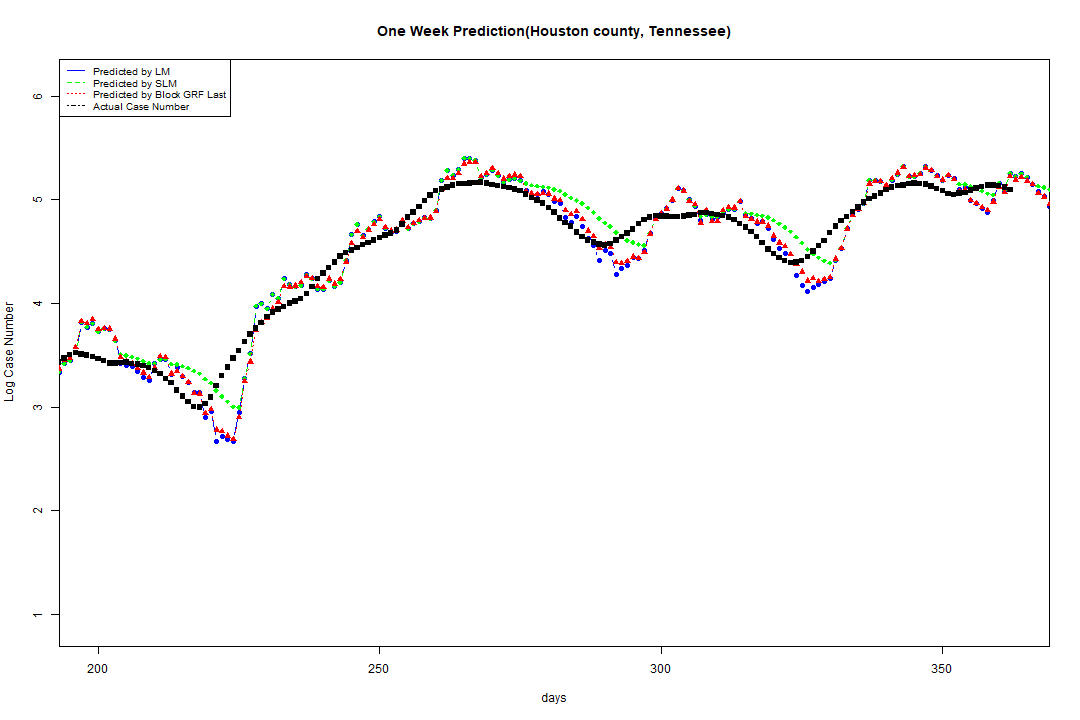 One Week Prediction(Houston county, Tennessee)
Predicted by LM
Predicted by SLM
Predicted by Block GRF Last
Actual Case Number
6
5
4
3
2
1
Log Case Number
200 250 300 350
days